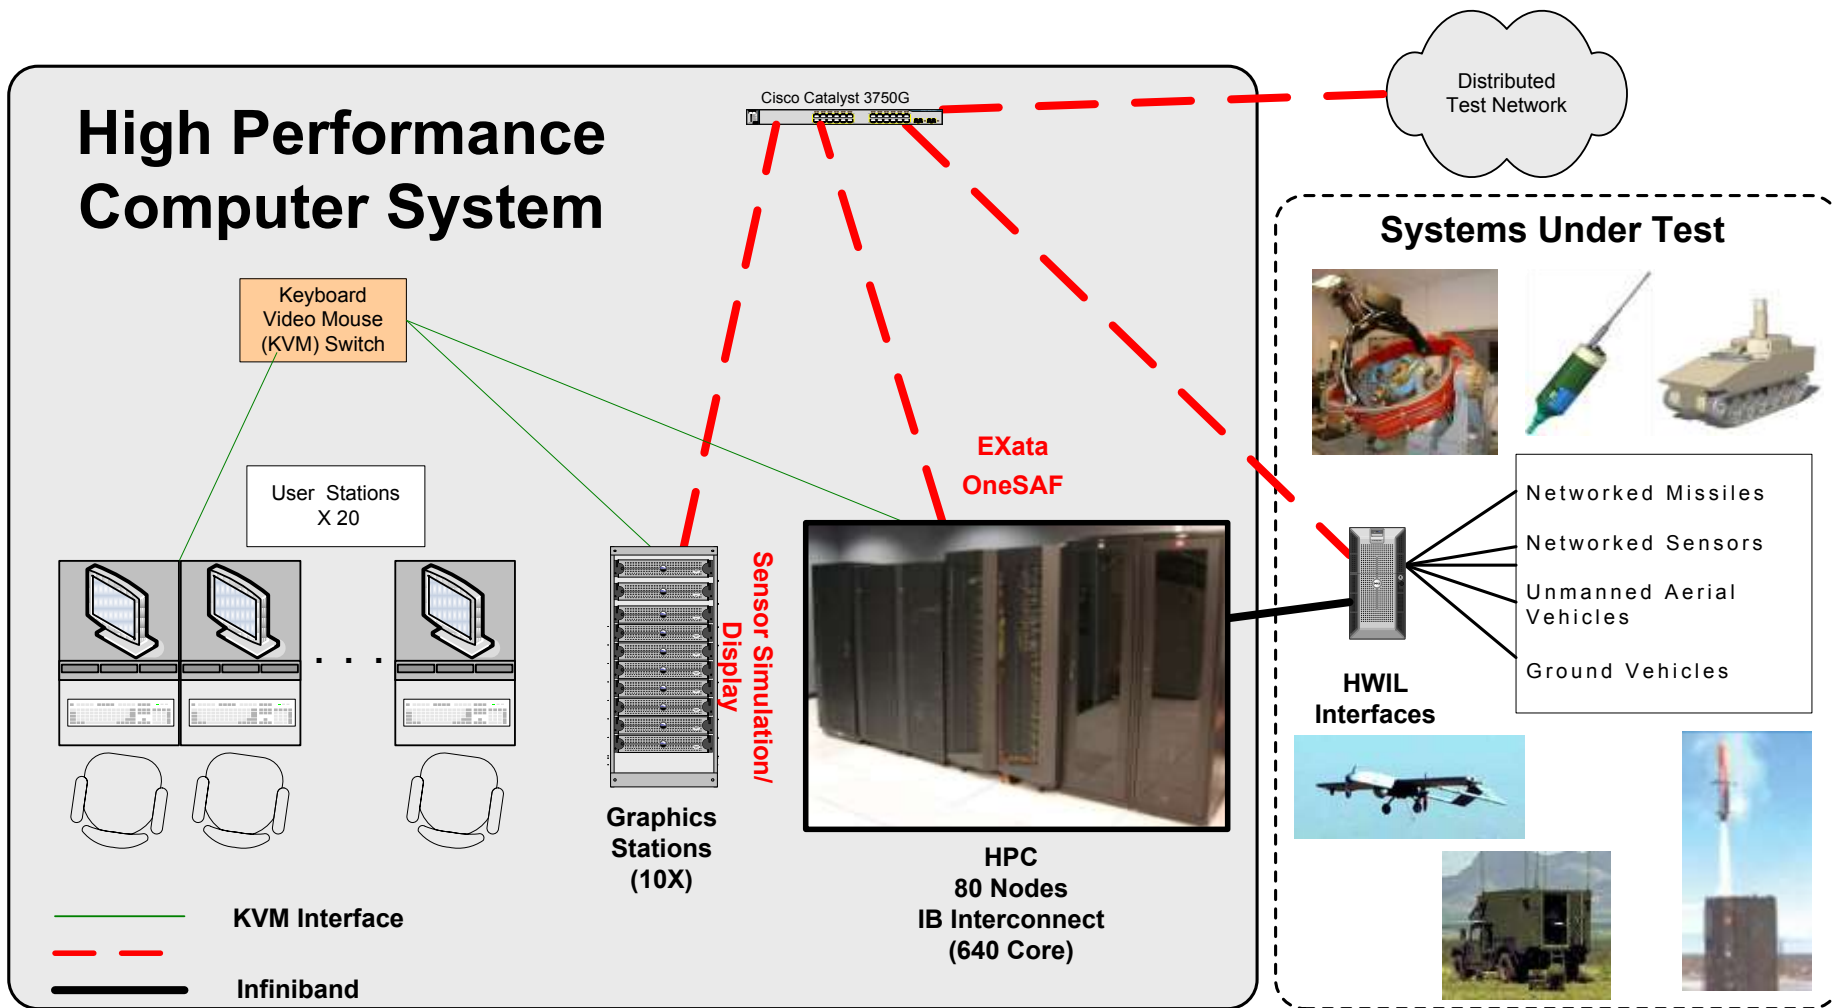 High Performance
Computer System
Cisco Catalyst 3750G
Distributed
Test Network
Systems Under Test
Keyboard
Video Mouse
(KVM) Switch
User Stations
X 20
EXata
OneSAF
Sensor Simulation/
Display
Networked Missiles
Networked Sensors
Unmanned Aerial
Vehicles
Ground Vehicles
HWIL
Interfaces
Graphics
Stations
(10X)
HPC
80 Nodes
IB Interconnect
(640 Core)
KVM Interface
Infiniband